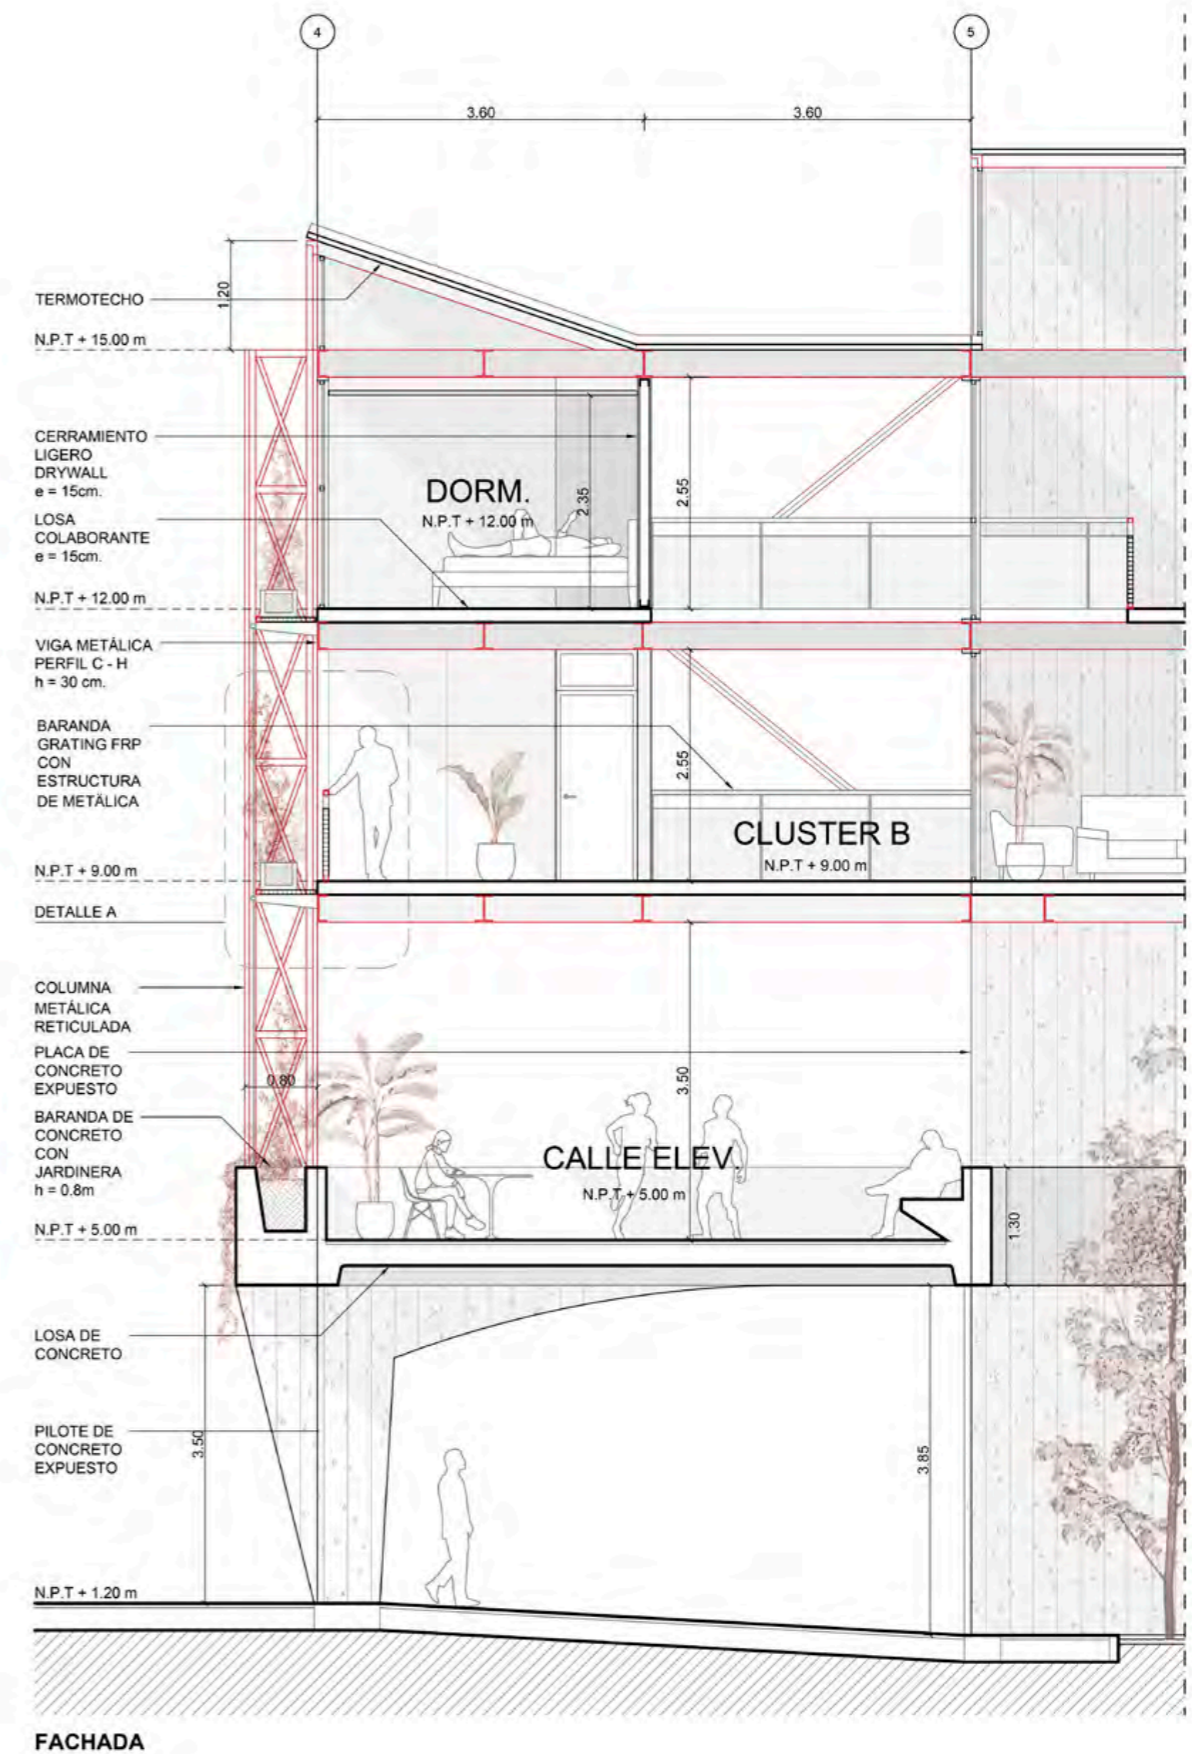 4
5
3.60
3.60
1.20
TERMOTECHO
N.P.T + 15.00 m
CERRAMIENTO
LIGERO
DRYWALL
e = 15cm.
DORM.
N.P.T + 12.00 m
2.35
2.55
LOSA
COLABORANTE
e = 15cm.
N.P.T + 12.00 m
VIGA METÁLICA
PERFIL C - H
h = 30 cm.
BARANDA
GRATING FRP
CON
ESTRUCTURA
DE METÄLICA
2.55
CLUSTER B
N.P.T + 9.00 m
N.P.T + 9.00 m
DETALLE A
COLUMNA
METÁLICA
RETICULADA
PLACA DE
CONCRETO
EXPUESTO
0.80
3.50
BARANDA DE
CONCRETO
CON
JARDINERA
h = 0.8m
CALLE ELEV.
N.P.T + 5.00 m
1.30
N.P.T + 5.00 m
LOSA DE
CONCRETO
PILOTE DE
CONCRETO
EXPUESTO
3.50
3.85
N.P.T + 1.20 m
FACHADA